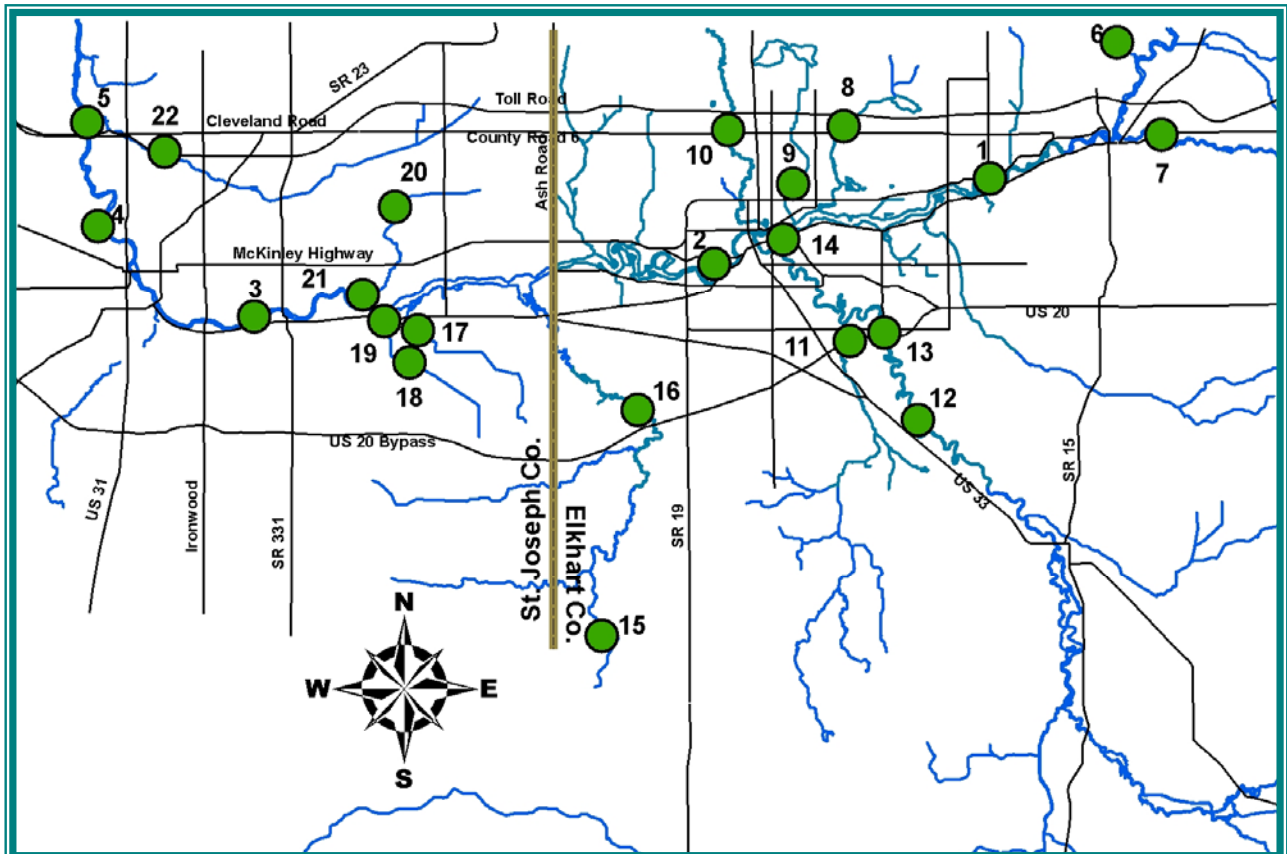 6
SR 23
Toll Road
5
8
Cleveland Road
22
County Road 6
10
9
1
7
Ash Road
20
4
2
14
McKinley Highway
21
3
US 20
19
17
11
13
18
16
12
US 20 Bypass
SR 15
US 31
Ironwood
SR 331
St. Joseph Co.
Elkhart Co.
SR 19
US 33
15
N
W
E
S